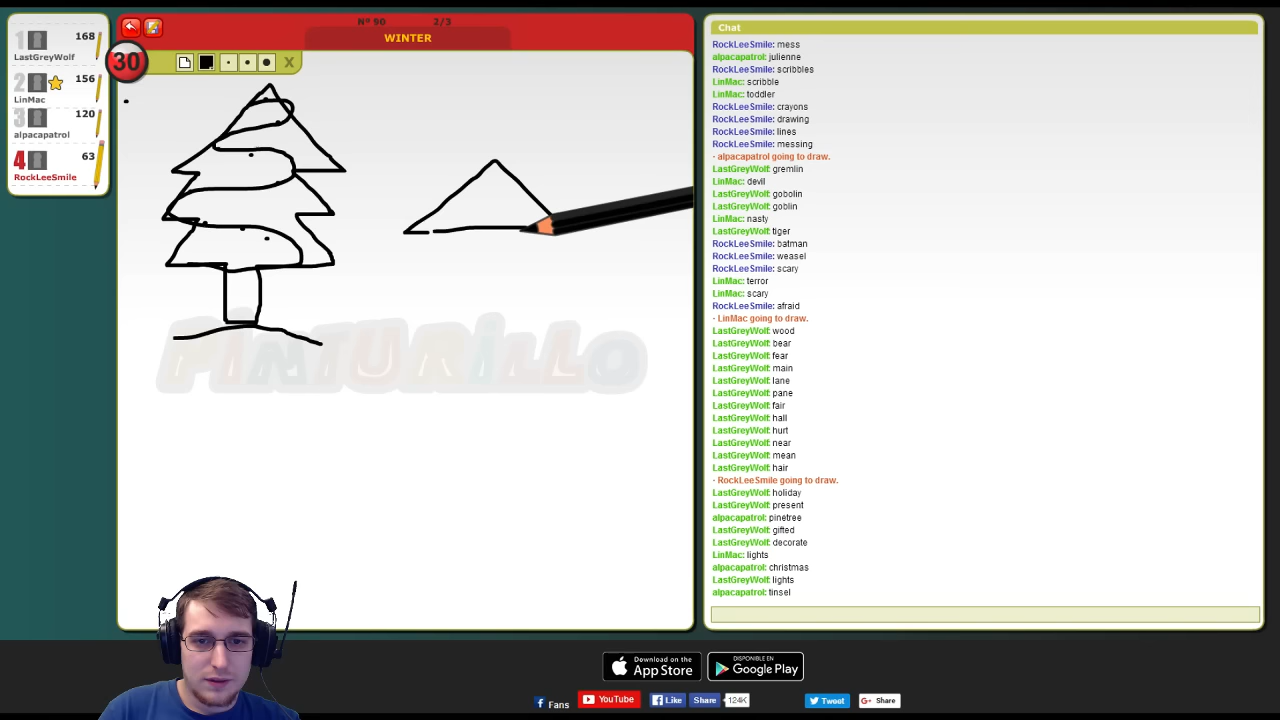 1 168
LastGreyWolf
2 156
LinMac
3 120
alpacapatrol
4 63
RockLeeSmile
Nº 90 2/3
WINTER
30
X
PINTURILLO
Chat
RockLeeSmile: mess
alpacapatrol: julienne
RockLeeSmile: scribbles
LinMac: scribble
LinMac: toddler
RockLeeSmile: crayons
RockLeeSmile: drawing
RockLeeSmile: lines
RockLeeSmile: messing
- alpacapatrol going to draw.
LastGreyWolf: gremlin
LinMac: devil
LastGreyWolf: gobolin
LastGreyWolf: goblin
LinMac: nasty
LastGreyWolf: tiger
RockLeeSmile: batman
RockLeeSmile: weasel
RockLeeSmile: scary
LinMac: terror
LinMac: scary
RockLeeSmile: afraid
- LinMac going to draw.
LastGreyWolf: wood
LastGreyWolf: bear
LastGreyWolf: fear
LastGreyWolf: main
LastGreyWolf: lane
LastGreyWolf: pane
LastGreyWolf: fair
LastGreyWolf: hall
LastGreyWolf: hurt
LastGreyWolf: near
LastGreyWolf: mean
LastGreyWolf: hair
- RockLeeSmile going to draw.
LastGreyWolf: holiday
LastGreyWolf: present
alpacapatrol: pinetree
LastGreyWolf: gifted
LastGreyWolf: decorate
LinMac: lights
alpacapatrol: christmas
LastGreyWolf: lights
alpacapatrol: tinsel
Download on the
App Store
DISPONIBLE EN
Google Play
Fans
YouTube
Like
Share
124K
Tweet
G+ Share